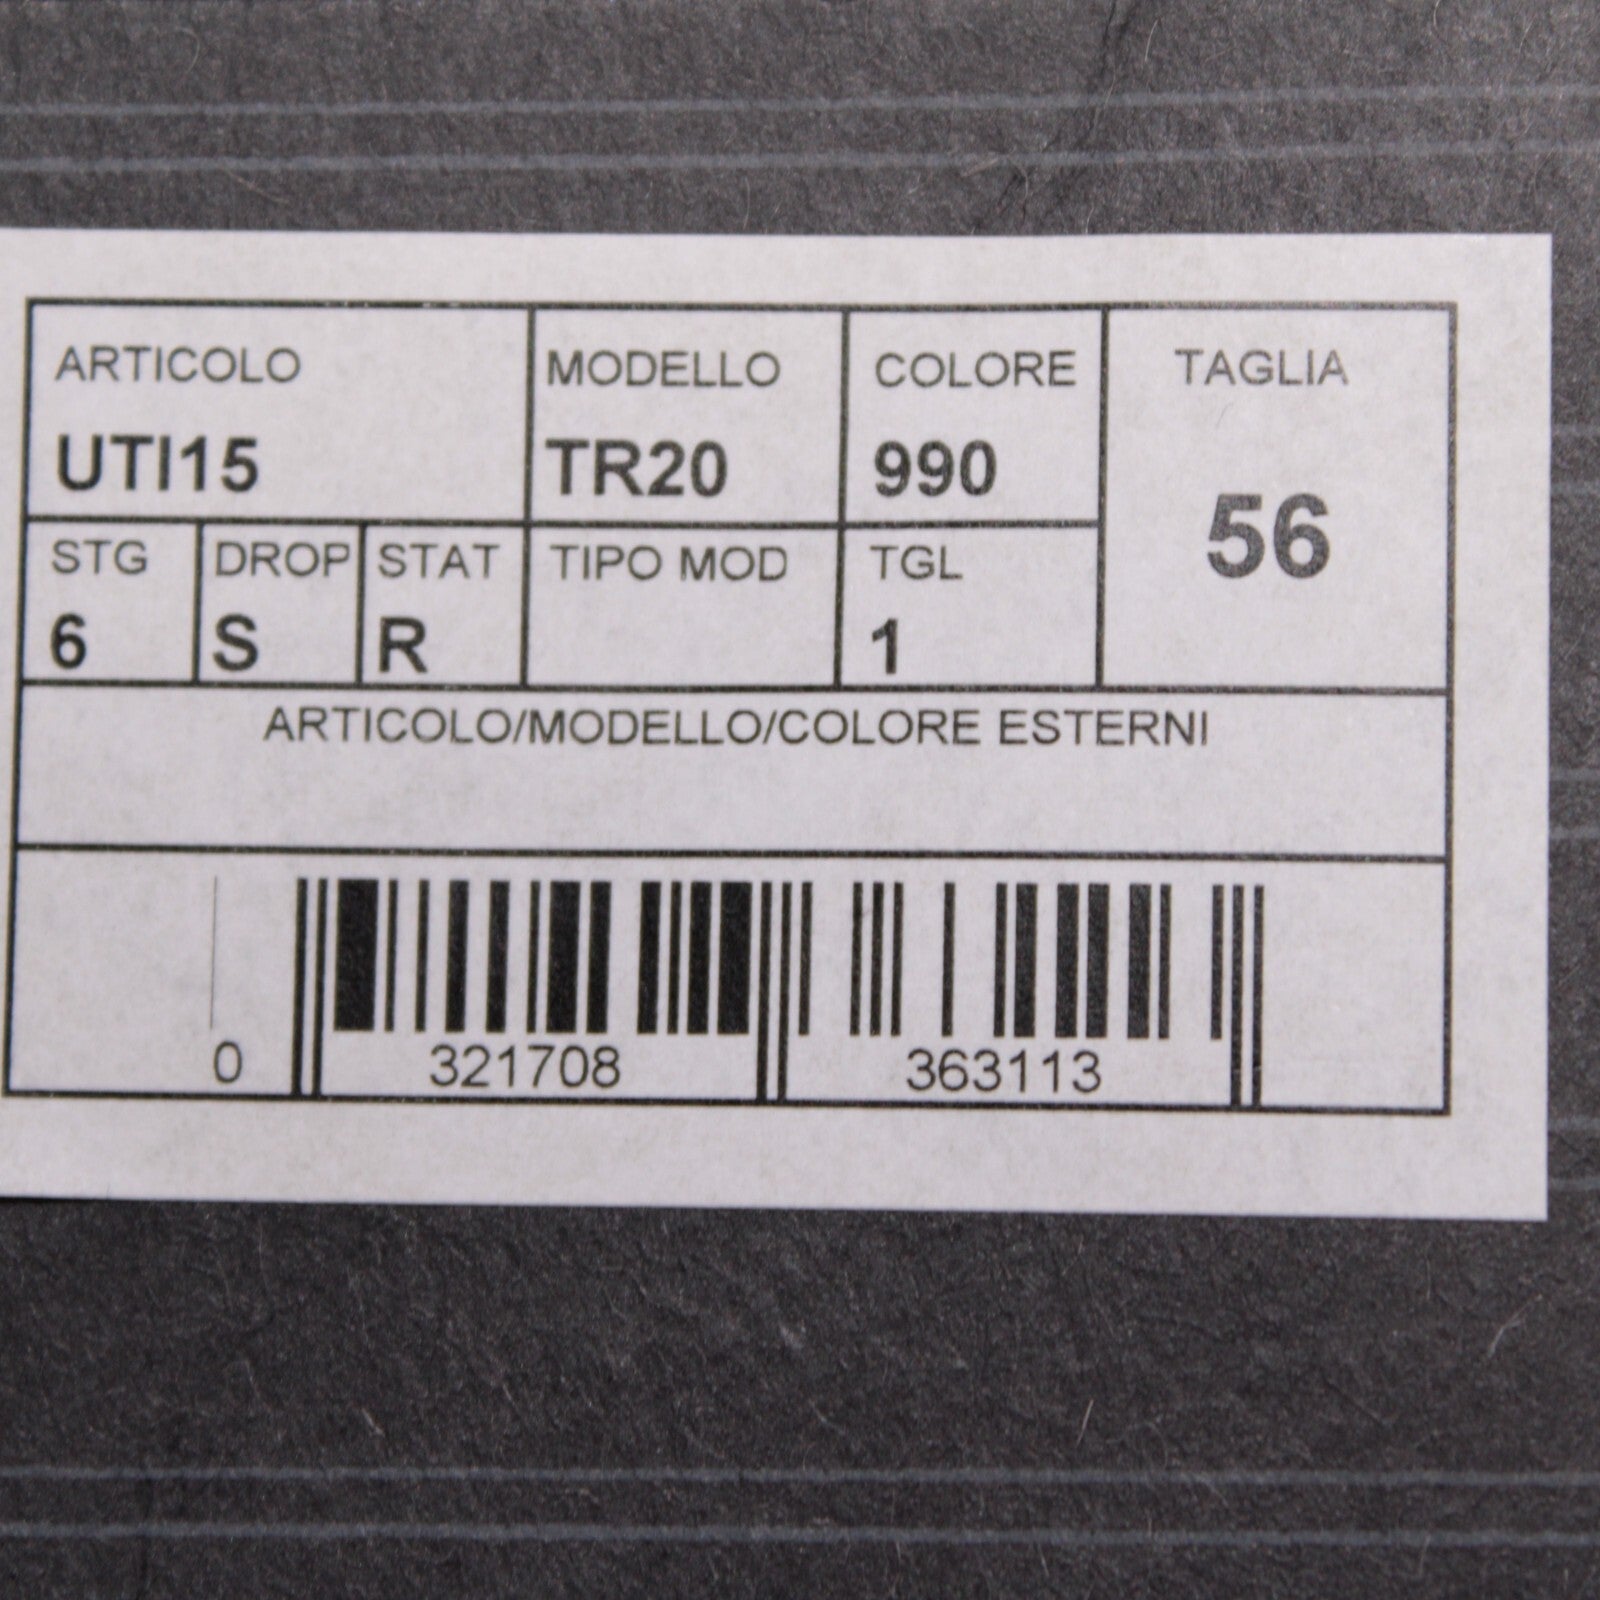 ARTICOLO MODELLO COLORE TAGLIA
UTI15 TR20 990
56
STG DROP STAT TIPO MOD TGL
6 S R 1
ARTICOLO/MODELLO/COLORE ESTERNI
0 321708 363113